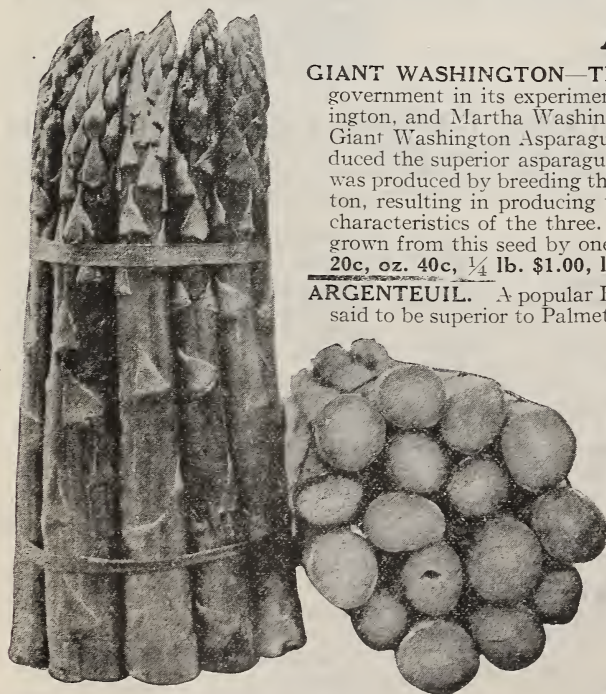 GIANT WASHINGTON—T
government in its experimen
ington, and Martha Washin
Giant Washington Asparagu
duced the superior asparagu
was produced by breeding th
ton, resulting in producing
characteristics of the three.
grown from this seed by one
20c, oz. 40c, ¼ lb. $1.00, l
ARGENTEUIL. A popular
said to be superior to Palmet